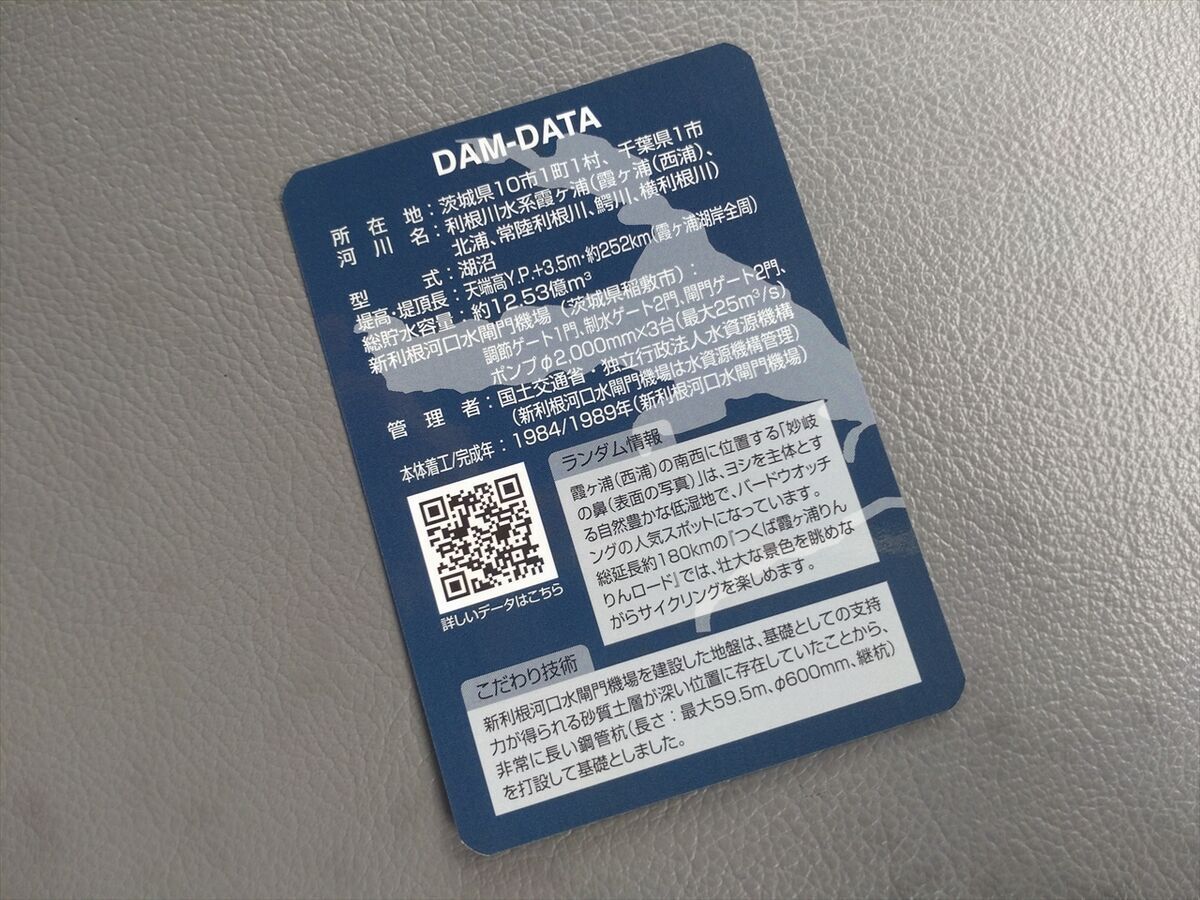 DAM-DATA
所在地：茨城県10市1町1村、千葉県1市
河川名：利根川水系霞ヶ浦（霞ヶ浦（西浦）、
北浦、常陸利根川、鰐川、横利根川）
型式：湖沼
堤高・堤頂長：天端高Y.P.+3.5m・約252km（霞ヶ浦湖岸全周）
総貯水容量：約12.53億m³
新利根河口水閘門機場（茨城県稲敷市）：
調節ゲート1門、制水ゲート2門、閘門ゲート2門、
ポンプφ2,000mm×3台（最大25m³/s）
管理者：国土交通省・独立行政法人水資源機構
（新利根河口水閘門機場は水資源機構管理）
本体着工/完成年：1984/1989年（新利根河口水閘門機場）
詳しいデータはこちら
ランダム情報
霞ヶ浦（西浦）の南西に位置する「妙岐
の鼻（表面の写真）」は、ヨシを主体とす
る自然豊かな低湿地で、バードウオッチ
ングの人気スポットになっています。
総延長約180kmの『つくば霞ヶ浦りん
りんロード』では、壮大な景色を眺めな
がらサイクリングを楽しめます。
こだわり技術
新利根河口水閘門機場を建設した地盤は、基礎としての支持
力が得られる砂質土層が深い位置に存在していたことから、
非常に長い鋼管杭（長さ：最大59.5m、φ600mm、継杭）
を打設して基礎としました。